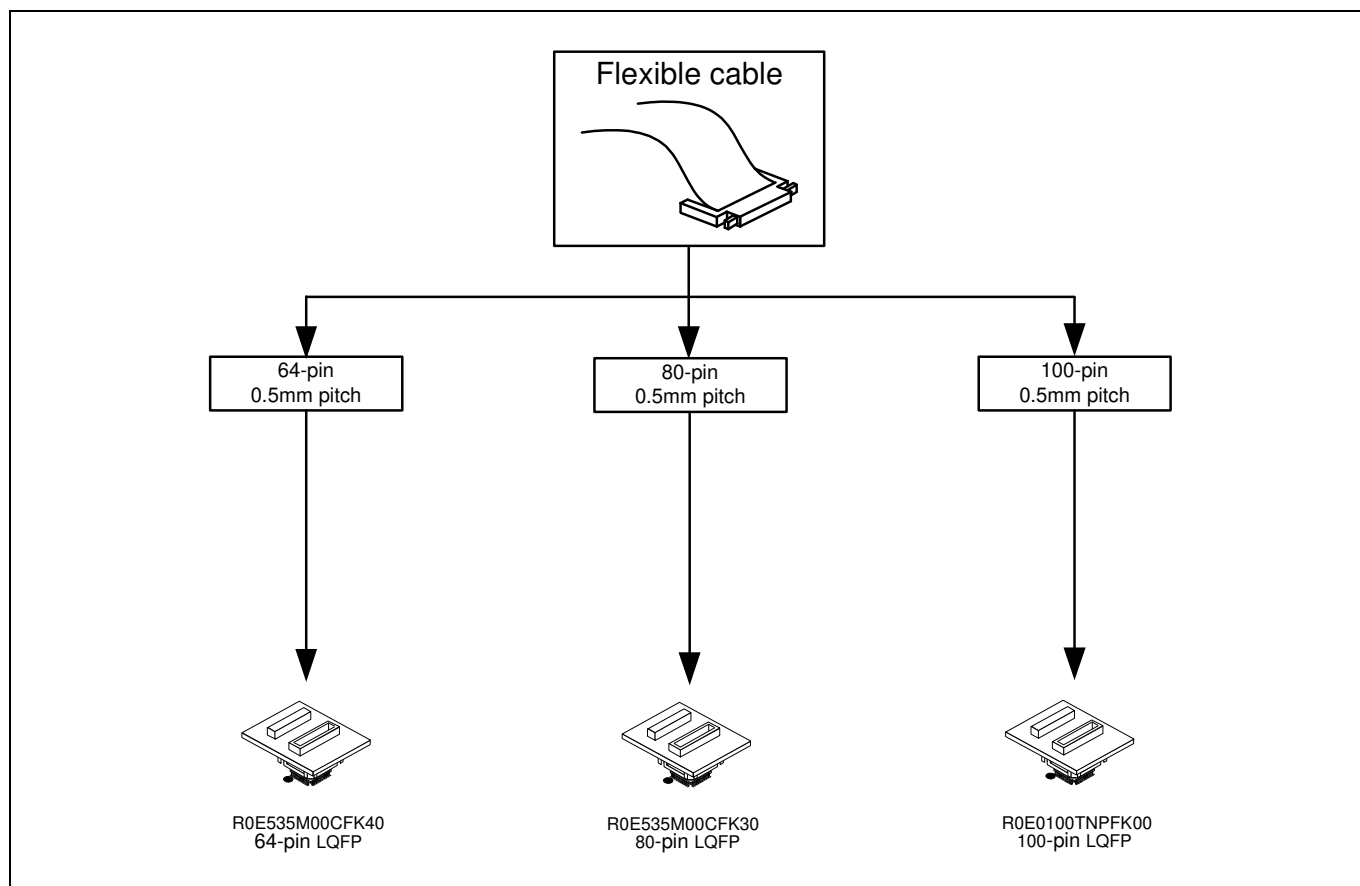 Flexible cable
64-pin
0.5mm pitch
80-pin
0.5mm pitch
100-pin
0.5mm pitch
R0E535M00CFK40
64-pin LQFP
R0E535M00CFK30
80-pin LQFP
R0E0100TNPFK00
100-pin LQFP